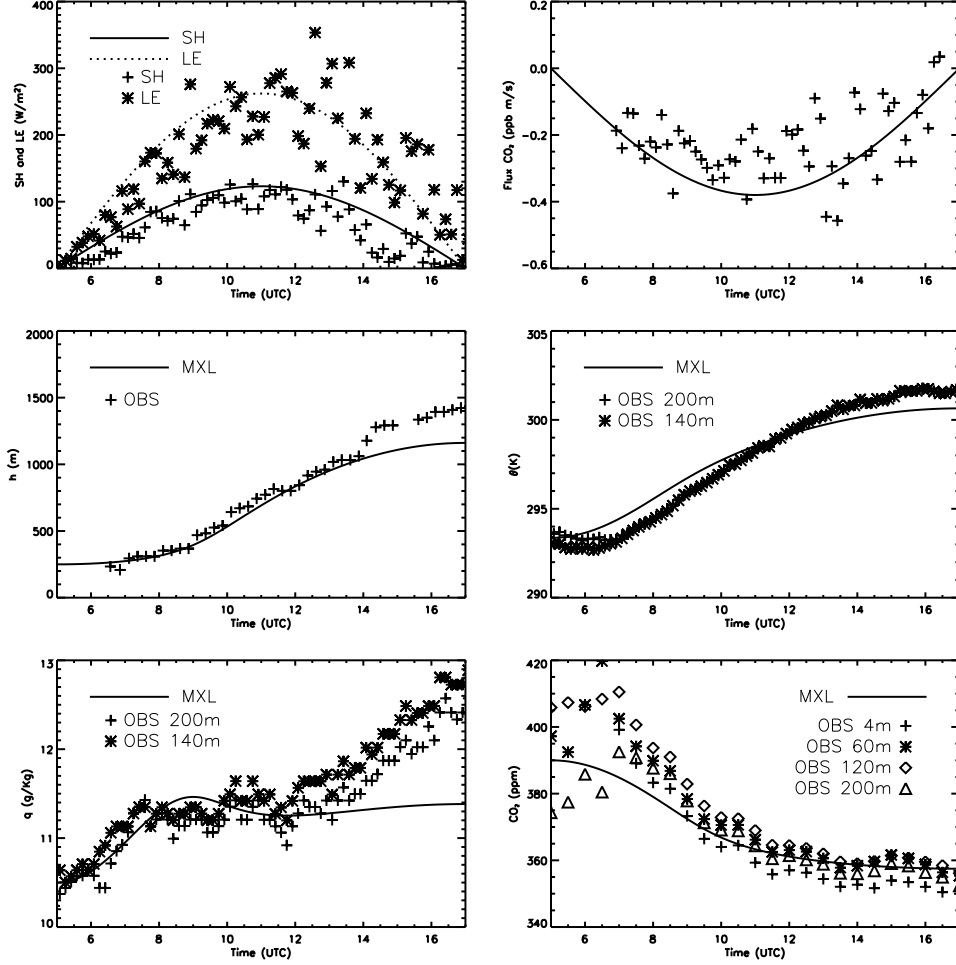 400
300
200
100
0
SH and LE (W/m²)
SH
LE
SH
LE
6 8 10 12 14 16
Time (UTC)
0.0
−0.2
−0.4
−0.6
Flux CO₂ (ppb m/s)
6 8 10 12 14 16
Time (UTC)
2000
1500
1000
500
0
h (m)
MXL
OBS
6 8 10 12 14 16
Time (UTC)
305
300
295
290
θ(K)
MXL
OBS 200m
OBS 140m
6 8 10 12 14 16
Time (UTC)
13
12
11
10
q (g/Kg)
MXL
OBS 200m
OBS 140m
6 8 10 12 14 16
Time (UTC)
420
400
380
360
340
CO₂ (ppm)
MXL
OBS 4m
OBS 60m
OBS 120m
OBS 200m
6 8 10 12 14 16
Time (UTC)